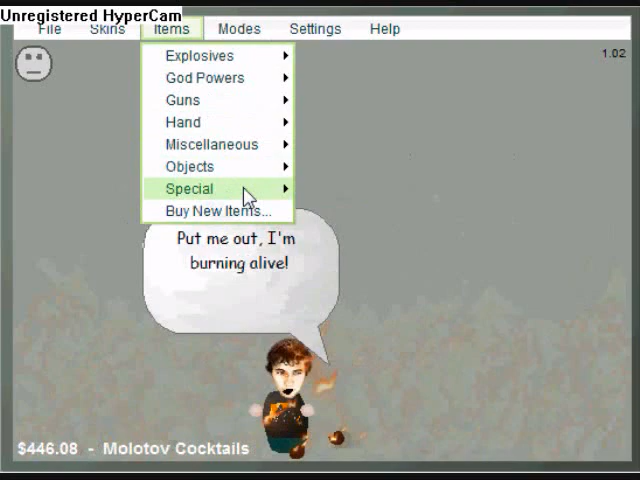 Unregistered HyperCam
File Skins Items Modes Settings Help
1.02
Explosives
God Powers
Guns
Hand
Miscellaneous
Objects
Special
Buy New Items...
Put me out, I'm
burning alive!
$446.08 - Molotov Cocktails